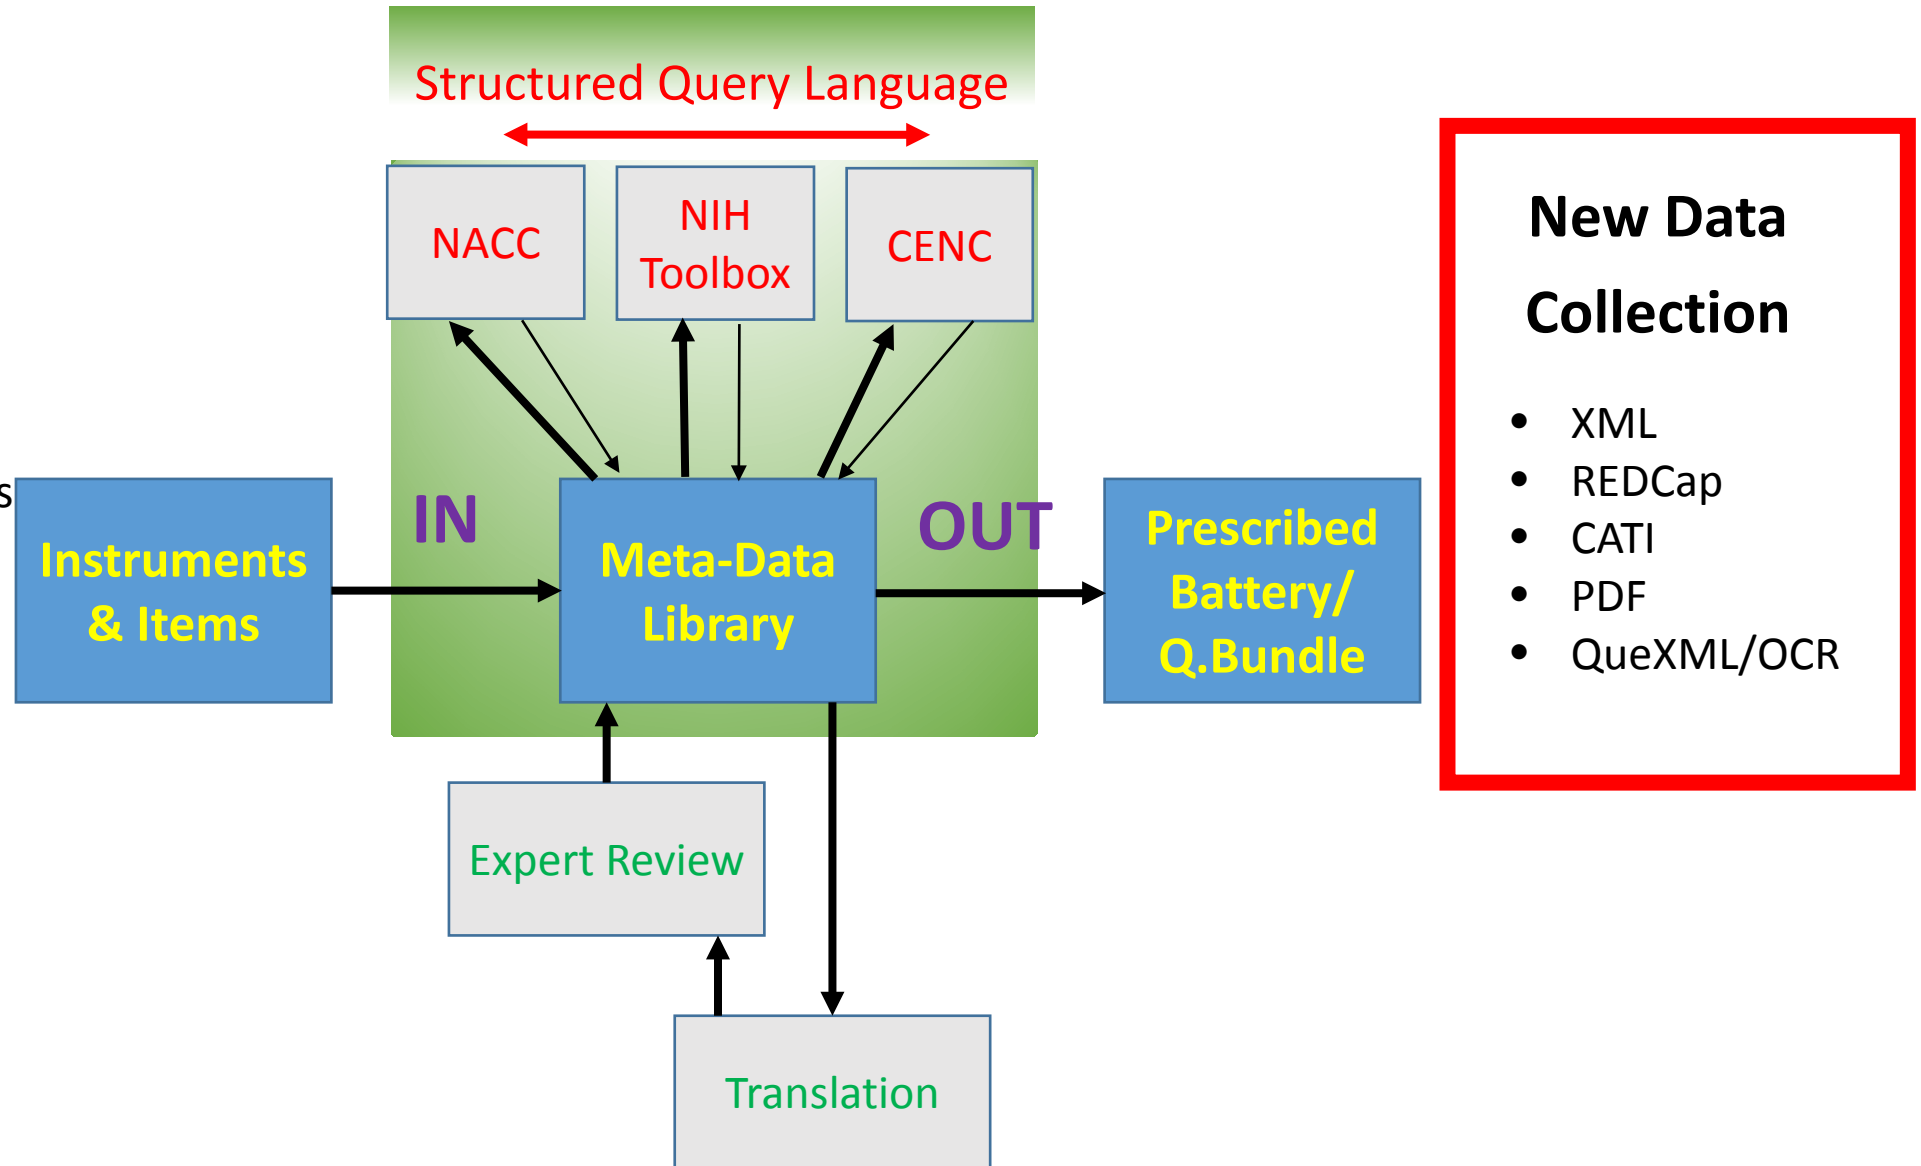 Structured Query Language
NACC
NIH
Toolbox
CENC
New Data
Collection
• XML
• REDCap
• CATI
• PDF
• QueXML/OCR
s
Instruments
& Items
IN
Meta-Data
Library
OUT
Prescribed
Battery/
Q.Bundle
Expert Review
Translation